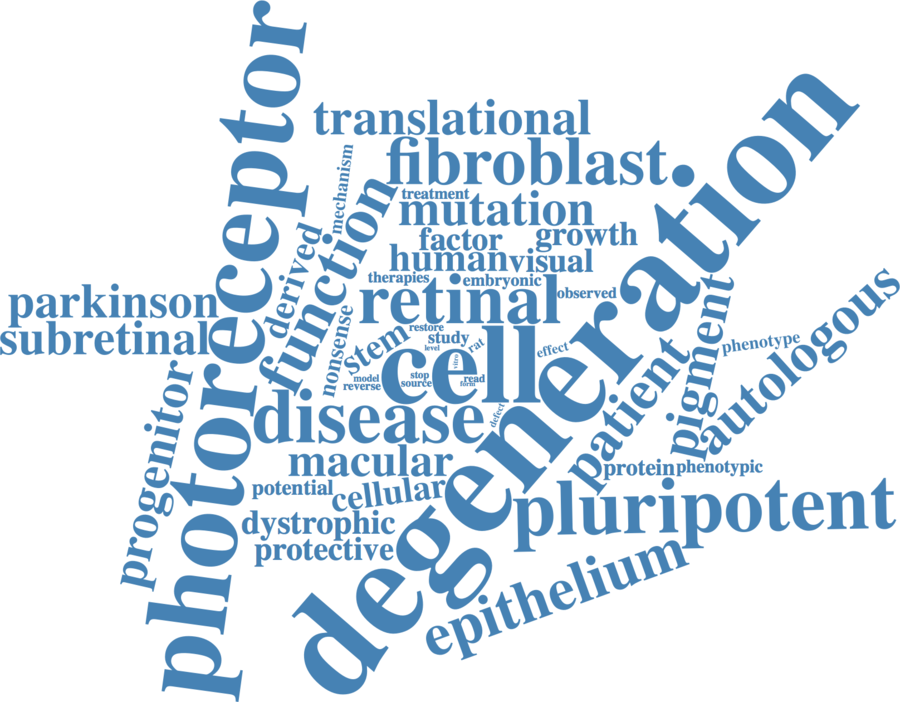 photoreceptor
degeneration
translational
fibroblast.
mechanism
treatment
mutation
function
derived
factor
growth
human
visual
therapies
embryonic
retinal
observed
parkinson
subretinal
nonsense
restore
study
stem
level
rat
cell
vitro
effect
model
stop
read
reverse
source
form
defect
disease
patient
pigment
phenotype
autologous
progenitor
macular
protein
phenotypic
potential
cellular
pluripotent
dystrophic
protective
epithelium